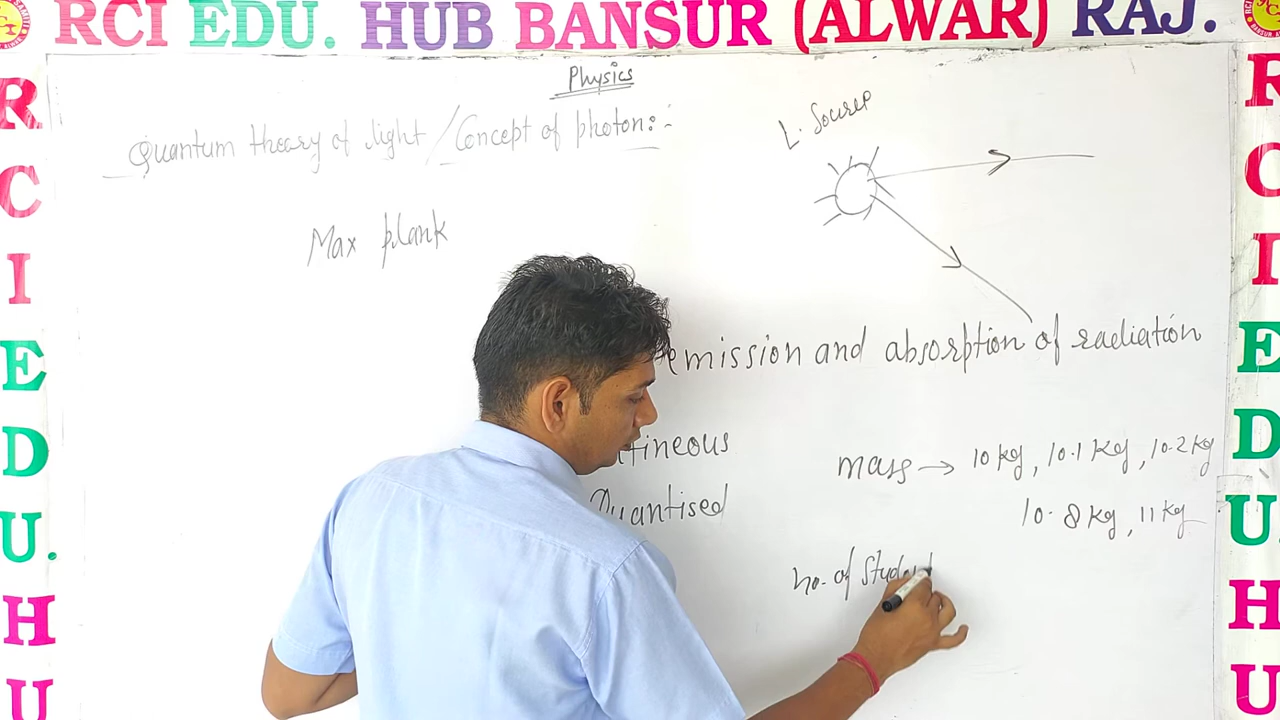 RCI EDU. HUB BANSUR (ALWAR) RAJ.
Physics
Quantum theory of light / Concept of photon:-
L. Source
Max plank
emission and absorption of radiation
tineous
mass → 10 kg, 10.1 kg, 10.2 kg
Quantised
10.8 kg, 11 kg
no. of Student
R
C
I
E
D
U.
H
U
R
C
I
E
D
U.
H
U